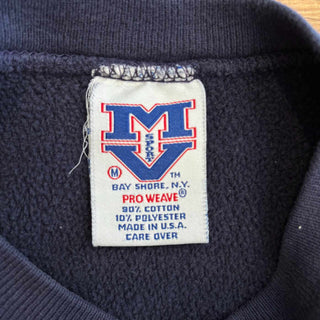 MV
SPORT
M
TM
BAY SHORE, N.Y.
PRO WEAVE®
90% COTTON
10% POLYESTER
MADE IN U.S.A.
CARE OVER